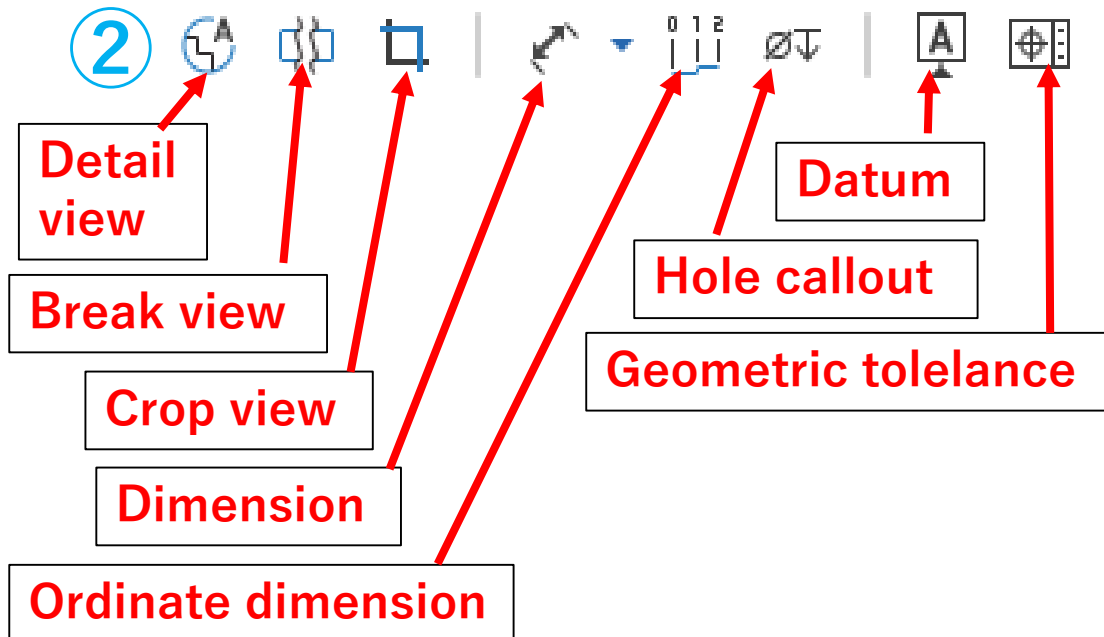 ②
A
0 1 2
A
Detail
view
Datum
Hole callout
Break view
Geometric tolelance
Crop view
Dimension
Ordinate dimension